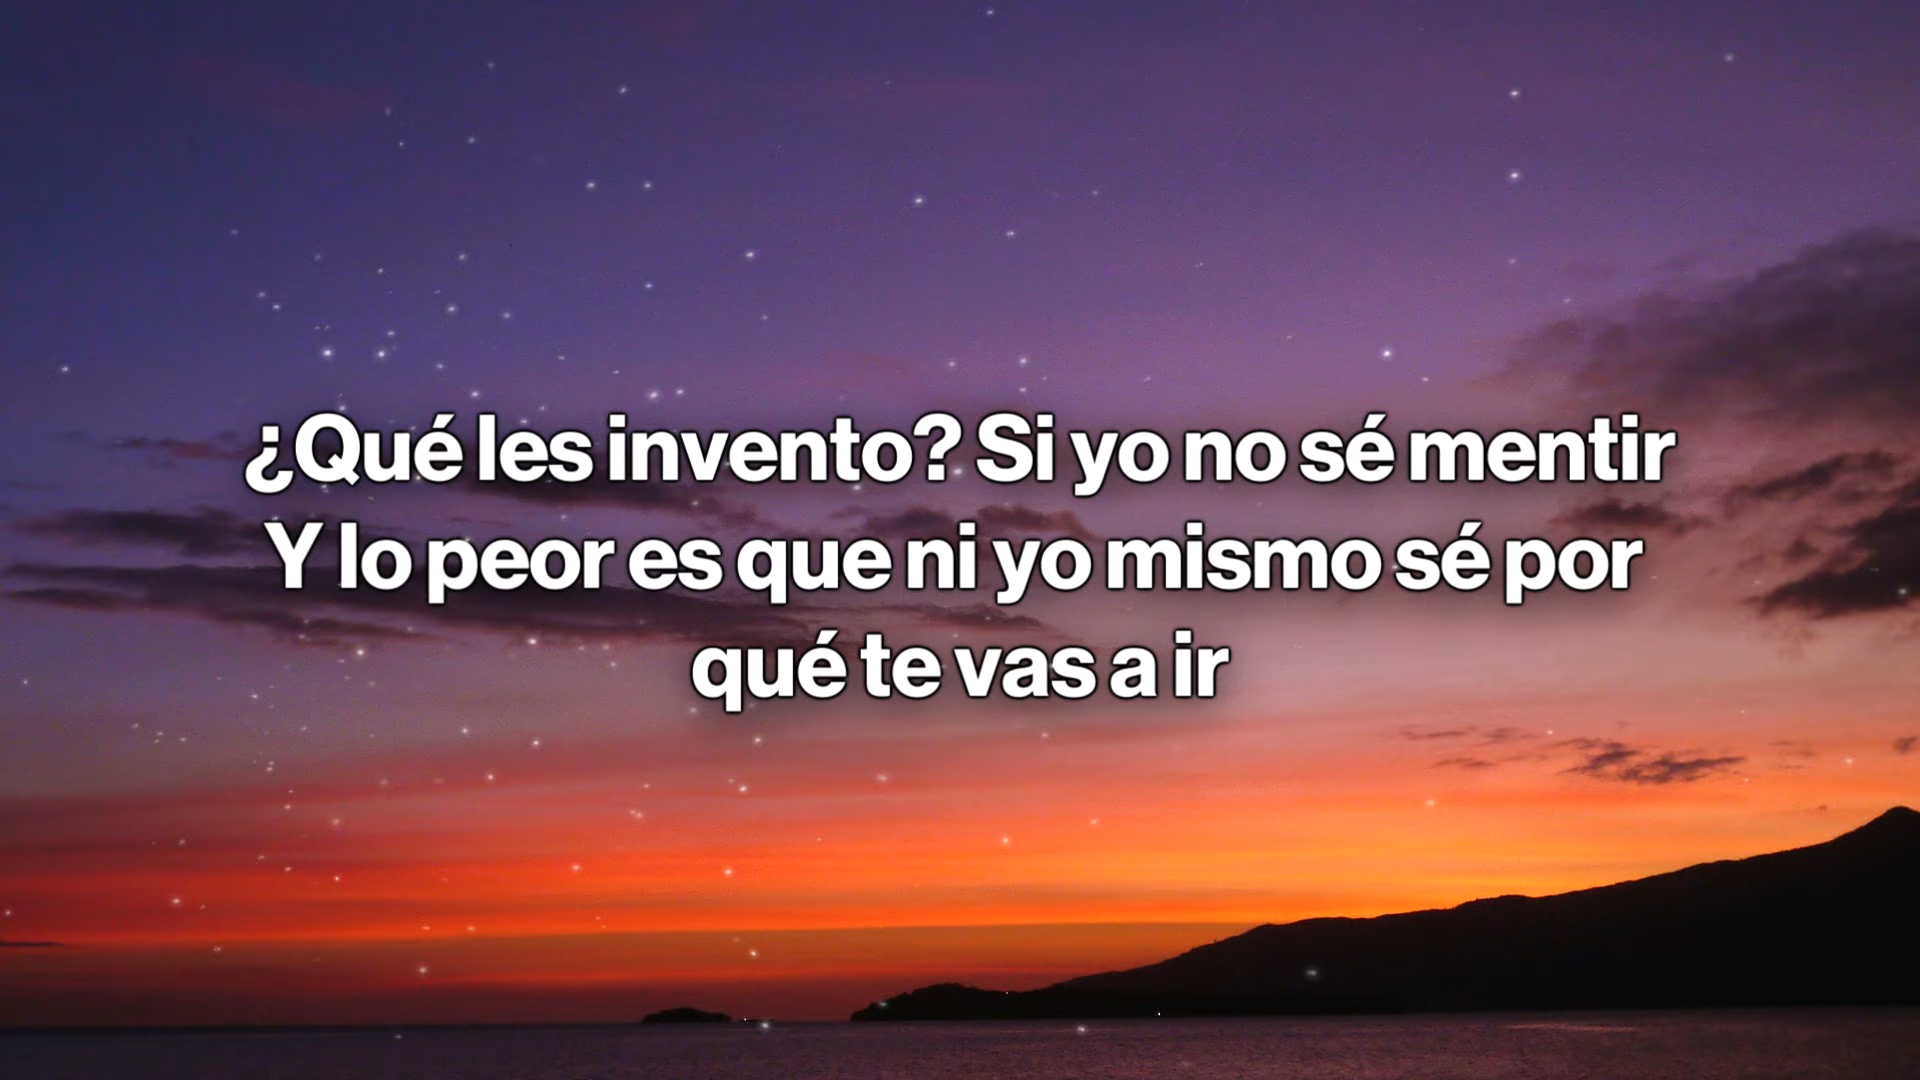 ¿Qué les invento? Si yo no sé mentir
Y lo peor es que ni yo mismo sé por
qué te vas a ir